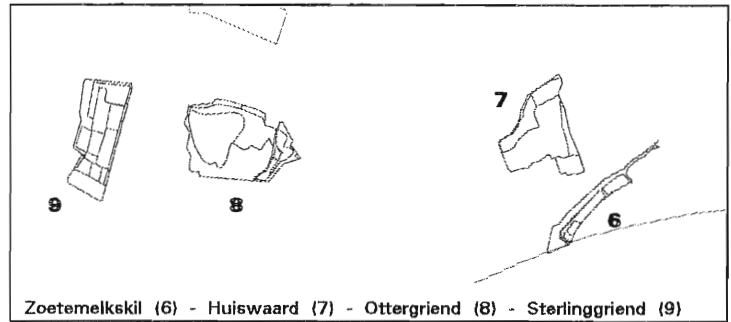 7
9
8
6
Zoetemelkskil (6) - Huiswaard (7) - Ottergriend (8) - Sterlinggriend (9)